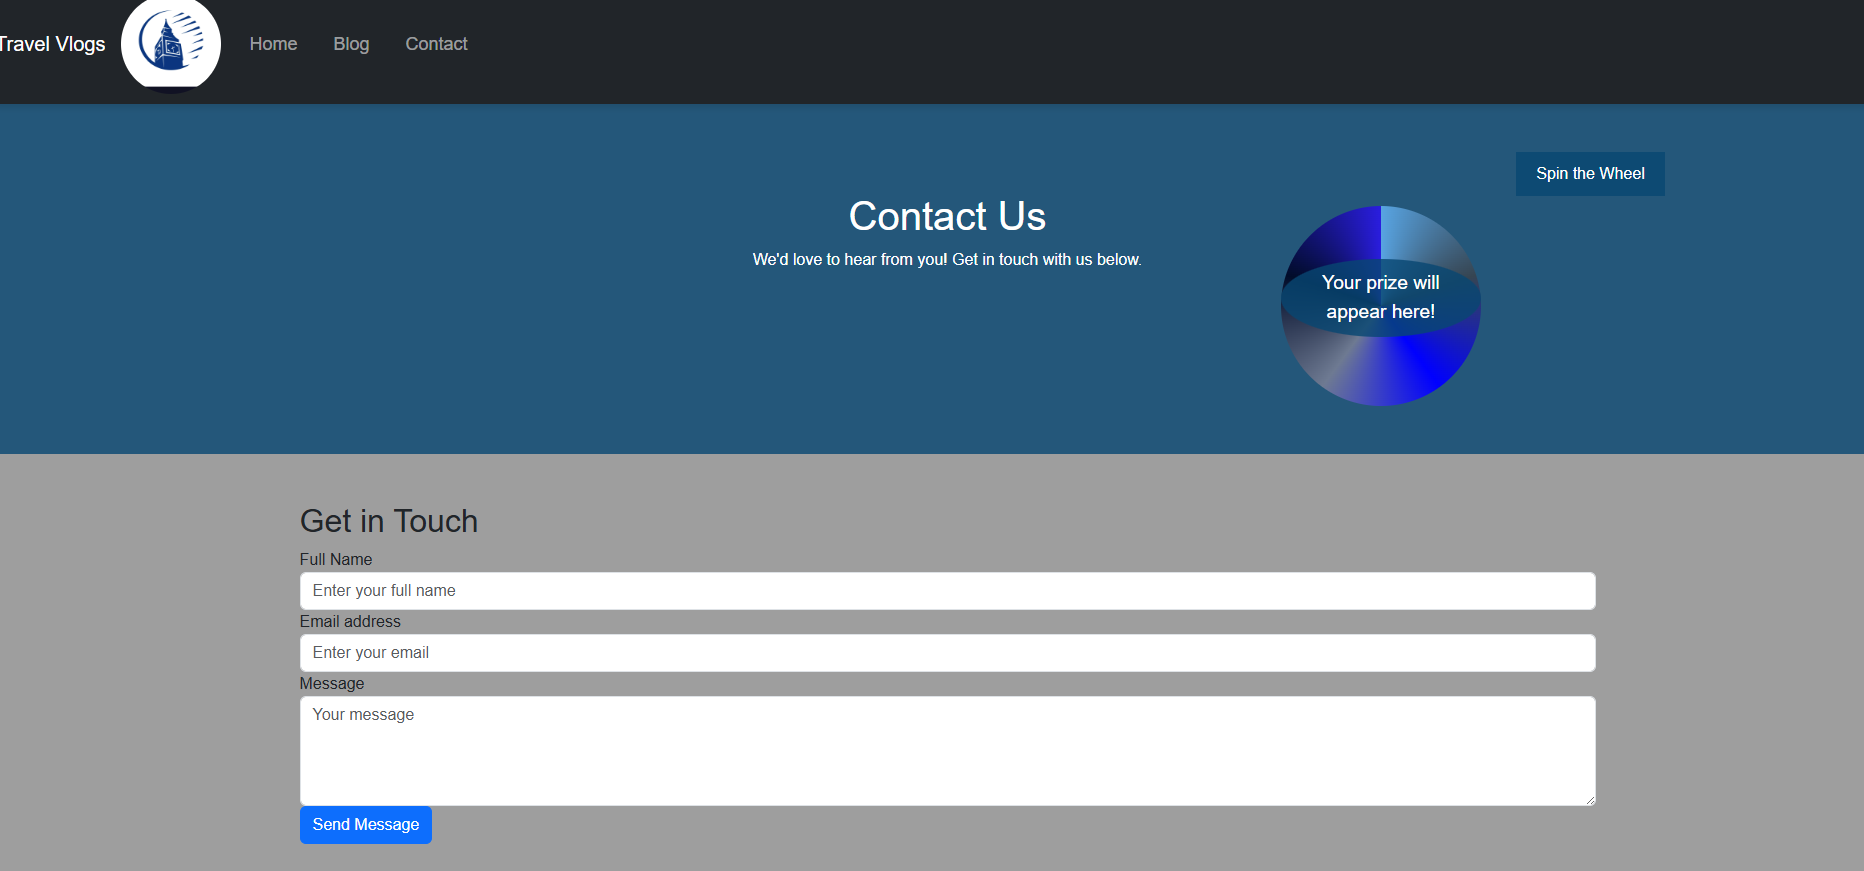 Travel Vlogs
Home
Blog
Contact
Spin the Wheel
Contact Us
We'd love to hear from you! Get in touch with us below.
Your prize will
appear here!
Get in Touch
Full Name
Enter your full name
Email address
Enter your email
Message
Your message
Send Message